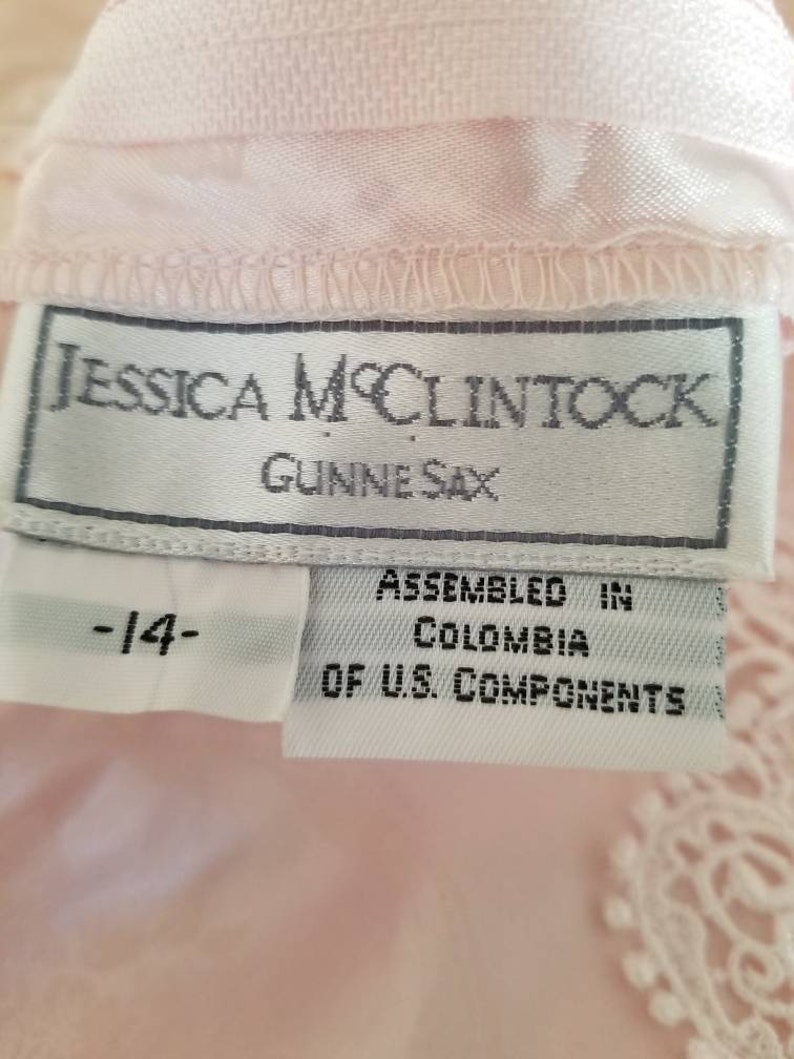 JESSICA McCLINTOCK
GUNNE SAX
-14-
ASSEMBLED IN
COLOMBIA
OF U.S. COMPONENTS